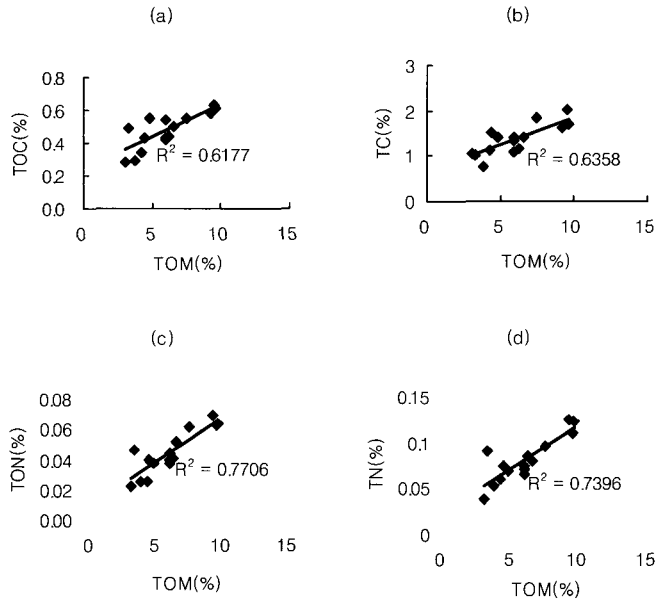 (a)
TOC(%)
0.8
0.6
0.4
0.2
0.0
R² = 0.6177
0 5 10 15
TOM(%)
(b)
TC(%)
3
2
1
0
R² = 0.6358
0 5 10 15
TOM(%)
(c)
TON(%)
0.08
0.06
0.04
0.02
0.00
R² = 0.7706
0 5 10 15
TOM(%)
(d)
TN(%)
0.15
0.1
0.05
0
R² = 0.7396
0 5 10 15
TOM(%)